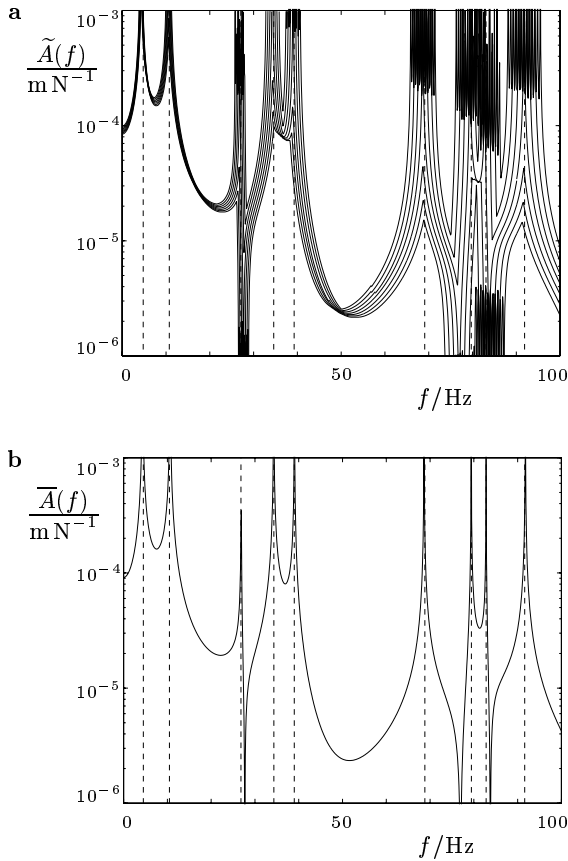 a
10⁻³
Ã(f)
m N⁻¹
10⁻⁴
10⁻⁵
10⁻⁶
0 50 100
f/Hz
b
10⁻³
A̅(f)
m N⁻¹
10⁻⁴
10⁻⁵
10⁻⁶
0 50 100
f/Hz